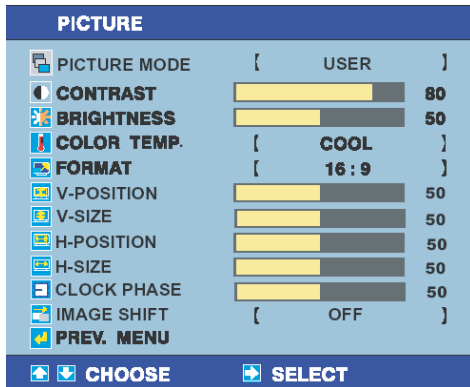 PICTURE
PICTURE MODE [ USER ]
CONTRAST 80
BRIGHTNESS 50
COLOR TEMP. [ COOL ]
FORMAT [ 16 : 9 ]
V-POSITION 50
V-SIZE 50
H-POSITION 50
H-SIZE 50
CLOCK PHASE 50
IMAGE SHIFT [ OFF ]
PREV. MENU
CHOOSE SELECT